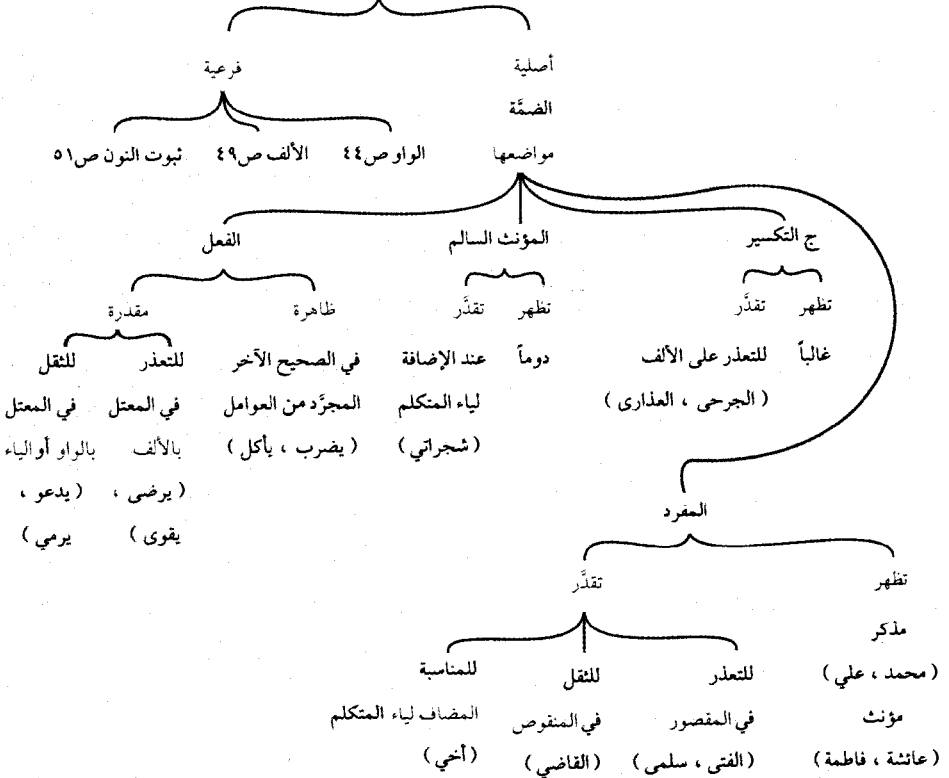 أصلية فرعية
الضمَّة
مواضعها الواو ص٤٤ الألف ص٤٩ ثبوت النون ص٥١
ج التكسير المؤنث السالم الفعل
تظهر تقدَّر تظهر تقدَّر ظاهرة مقدرة
غالباً للتعذر على الألف دوماً عند الإضافة في الصحيح الآخر للتعذر للثقل
( الجرحى ، العذارى ) لياء المتكلم المجرَّد من العوامل في المعتل في المعتل
(شجراتي) ( يضرب ، يأكل ) بالألف بالواو أو الياء
( يرضى ، ( يدعو ،
يقوى ) يرمي )
المفرد
تظهر تقدَّر
مذكر
( محمد ، علي ) للتعذر للثقل للمناسبة
مؤنث في المقصور في المنقوص المضاف لياء المتكلم
( عائشة ، فاطمة ) ( الفتى ، سلمى ) ( القاضي ) ( أخي )